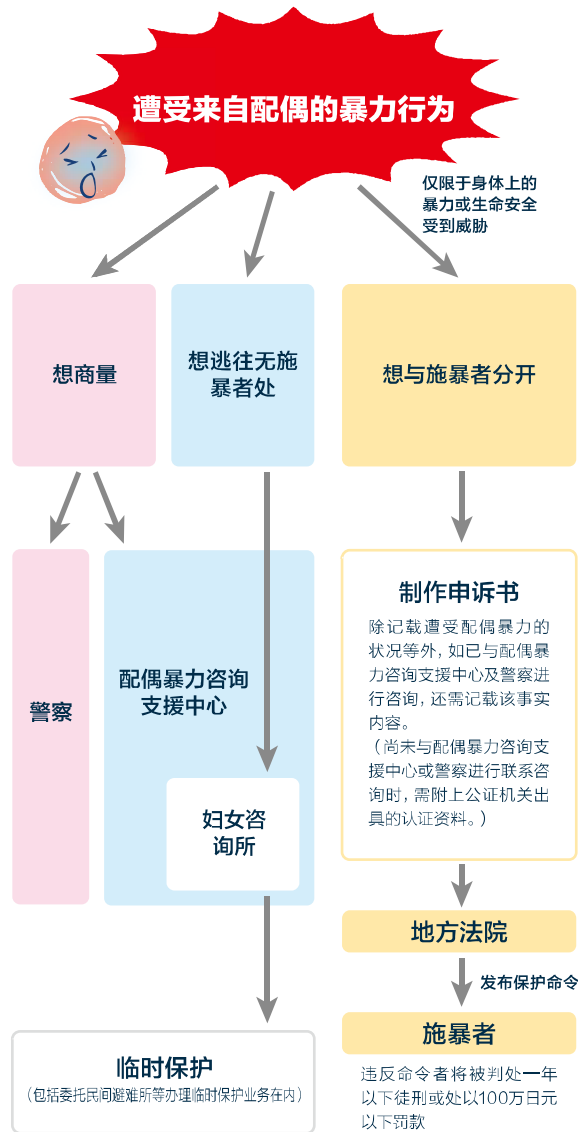 遭受来自配偶的暴力行为
仅限于身体上的
暴力或生命安全
受到威胁
想商量
想逃往无施
暴者处
想与施暴者分开
警察
配偶暴力咨询
支援中心
妇女咨
询所
临时保护
（包括委托民间避难所等办理临时保护业务在内）
制作申诉书
除记载遭受配偶暴力的
状况等外，如已与配偶暴
力咨询支援中心及警察进
行咨询，还需记载该事实
内容。
（尚未与配偶暴力咨询支
援中心或警察进行联系咨
询时，需附上公证机关出
具的认证资料。）
地方法院
发布保护命令
施暴者
违反命令者将被判处一年
以下徒刑或处以100万日元
以下罚款